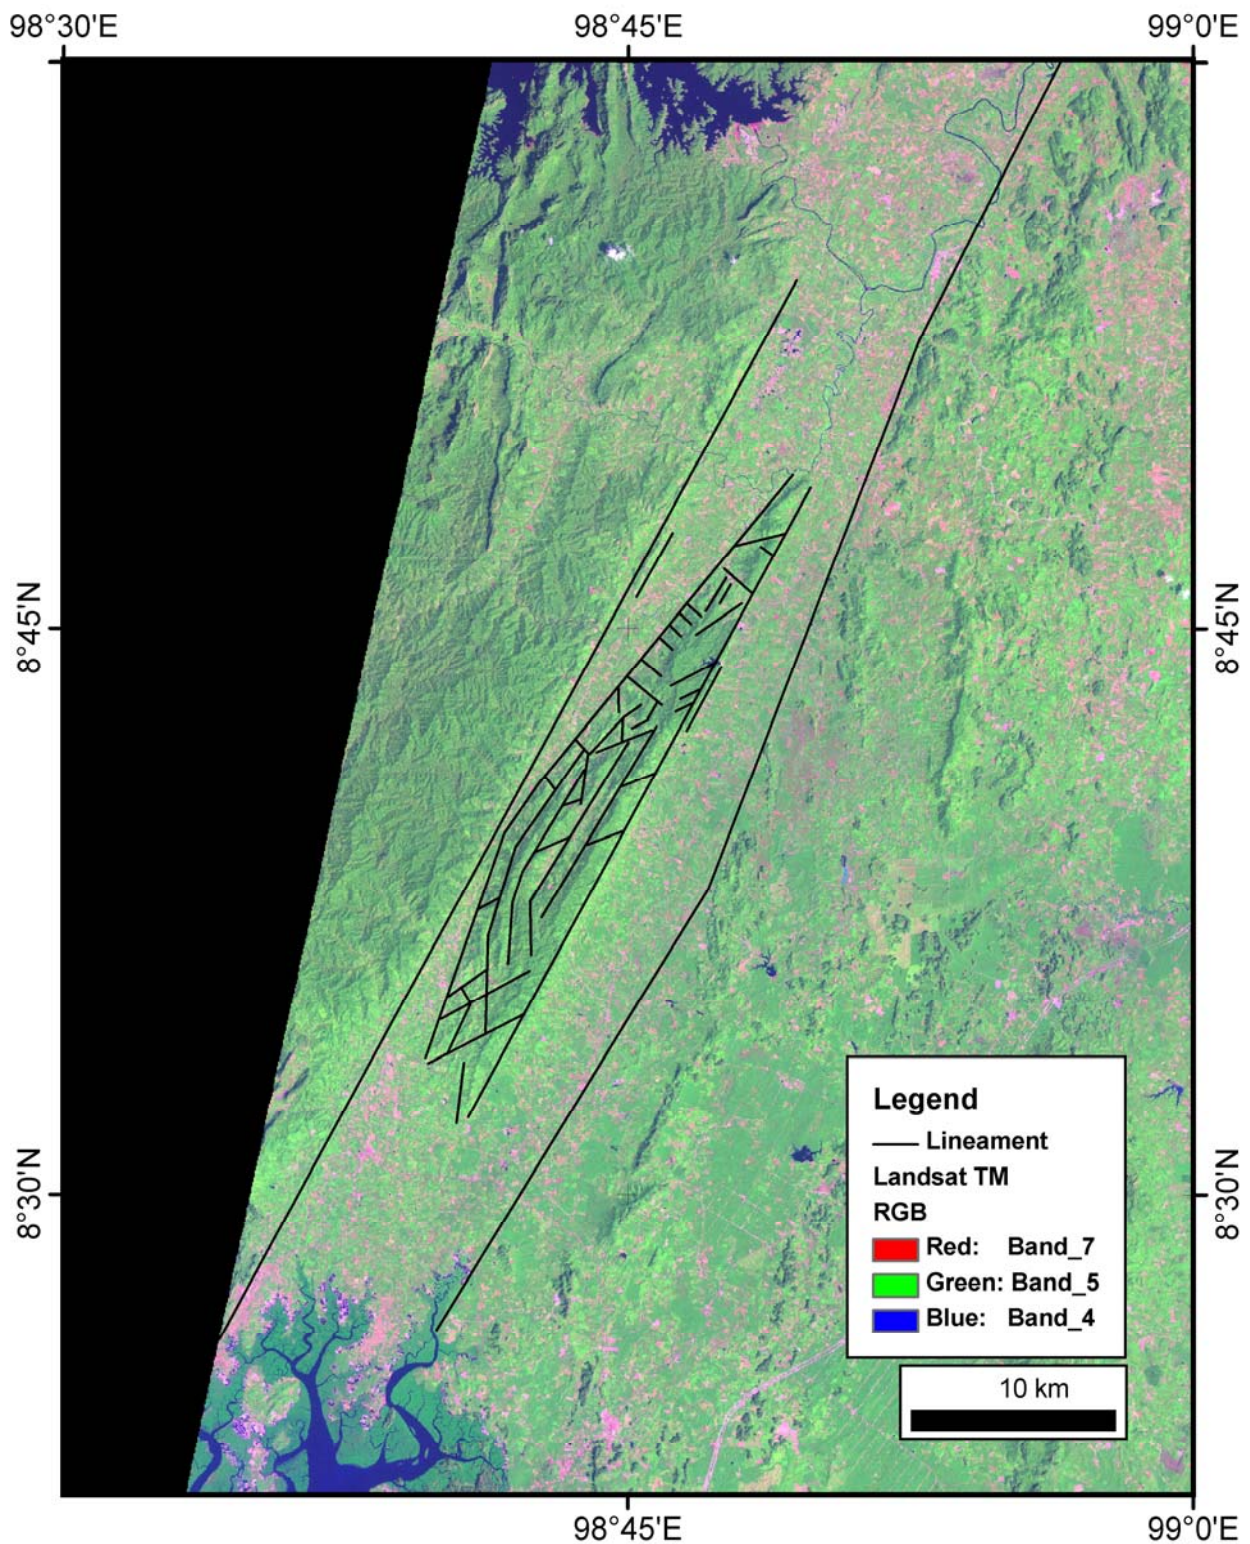 98°30'E 98°45'E 99°0'E
8°45'N 8°45'N
8°30'N 8°30'N
Legend
Lineament
Landsat TM
RGB
Red: Band_7
Green: Band_5
Blue: Band_4
10 km
98°45'E 99°0'E